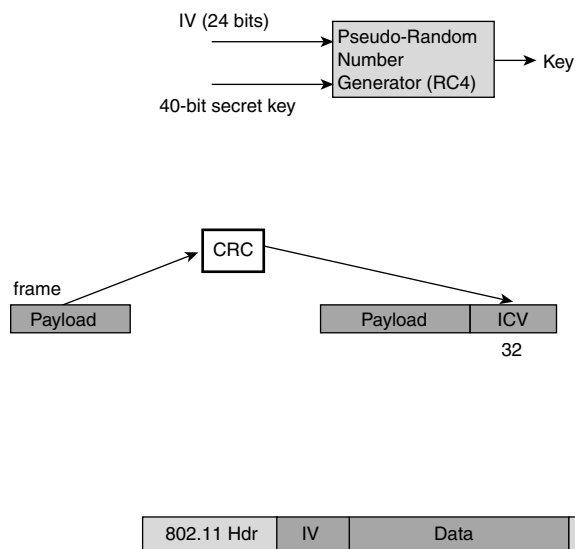 IV (24 bits)
Pseudo-Random
Number
Generator (RC4)
Key
40-bit secret key
CRC
frame
Payload
Payload
ICV
32
802.11 Hdr
IV
Data